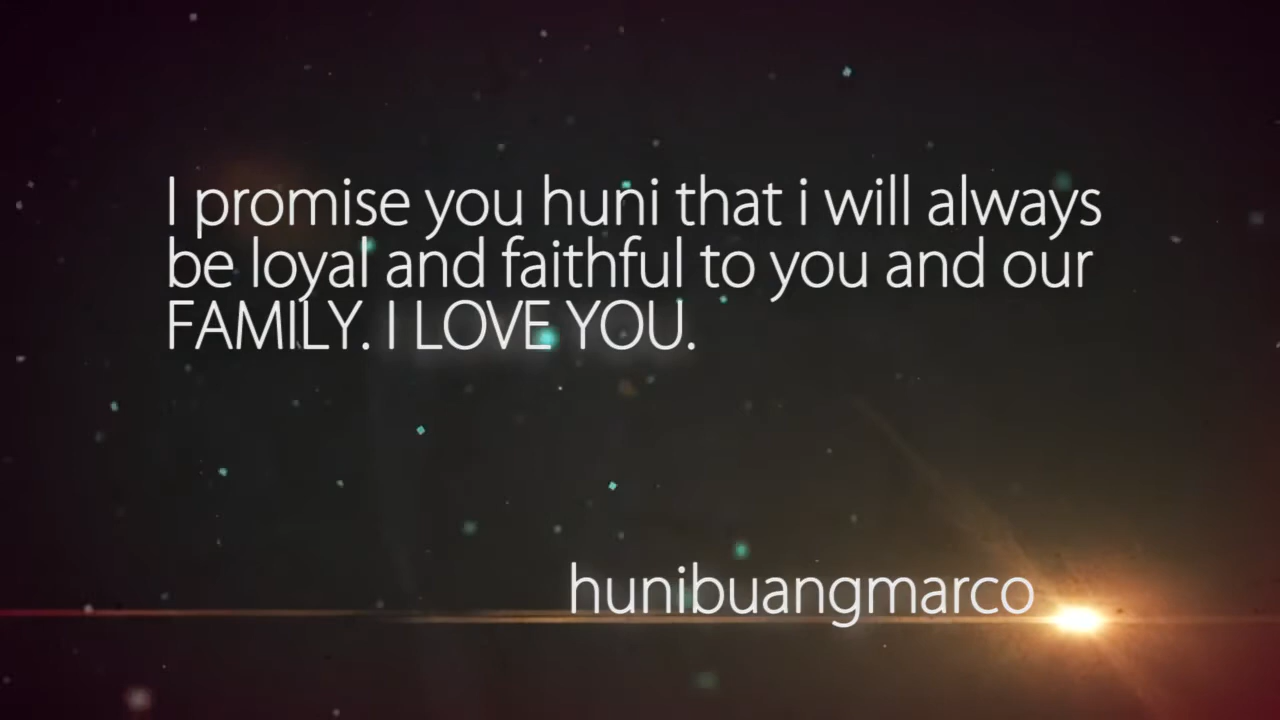 I promise you huni that i will always
be loyal and faithful to you and our
FAMILY. I LOVE YOU.
hunibuangmarco